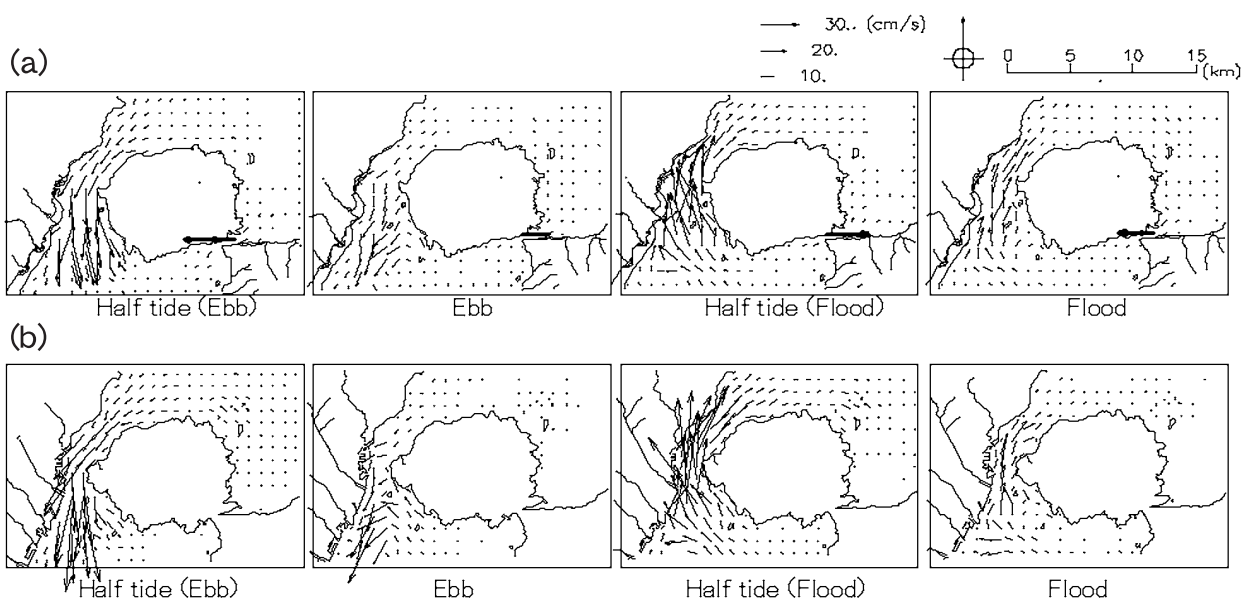 30.. (cm/s)
20.
10.
0 5 10 15
(km)
(a)
Half tide (Ebb) Ebb Half tide (Flood) Flood
(b)
Half tide (Ebb) Ebb Half tide (Flood) Flood